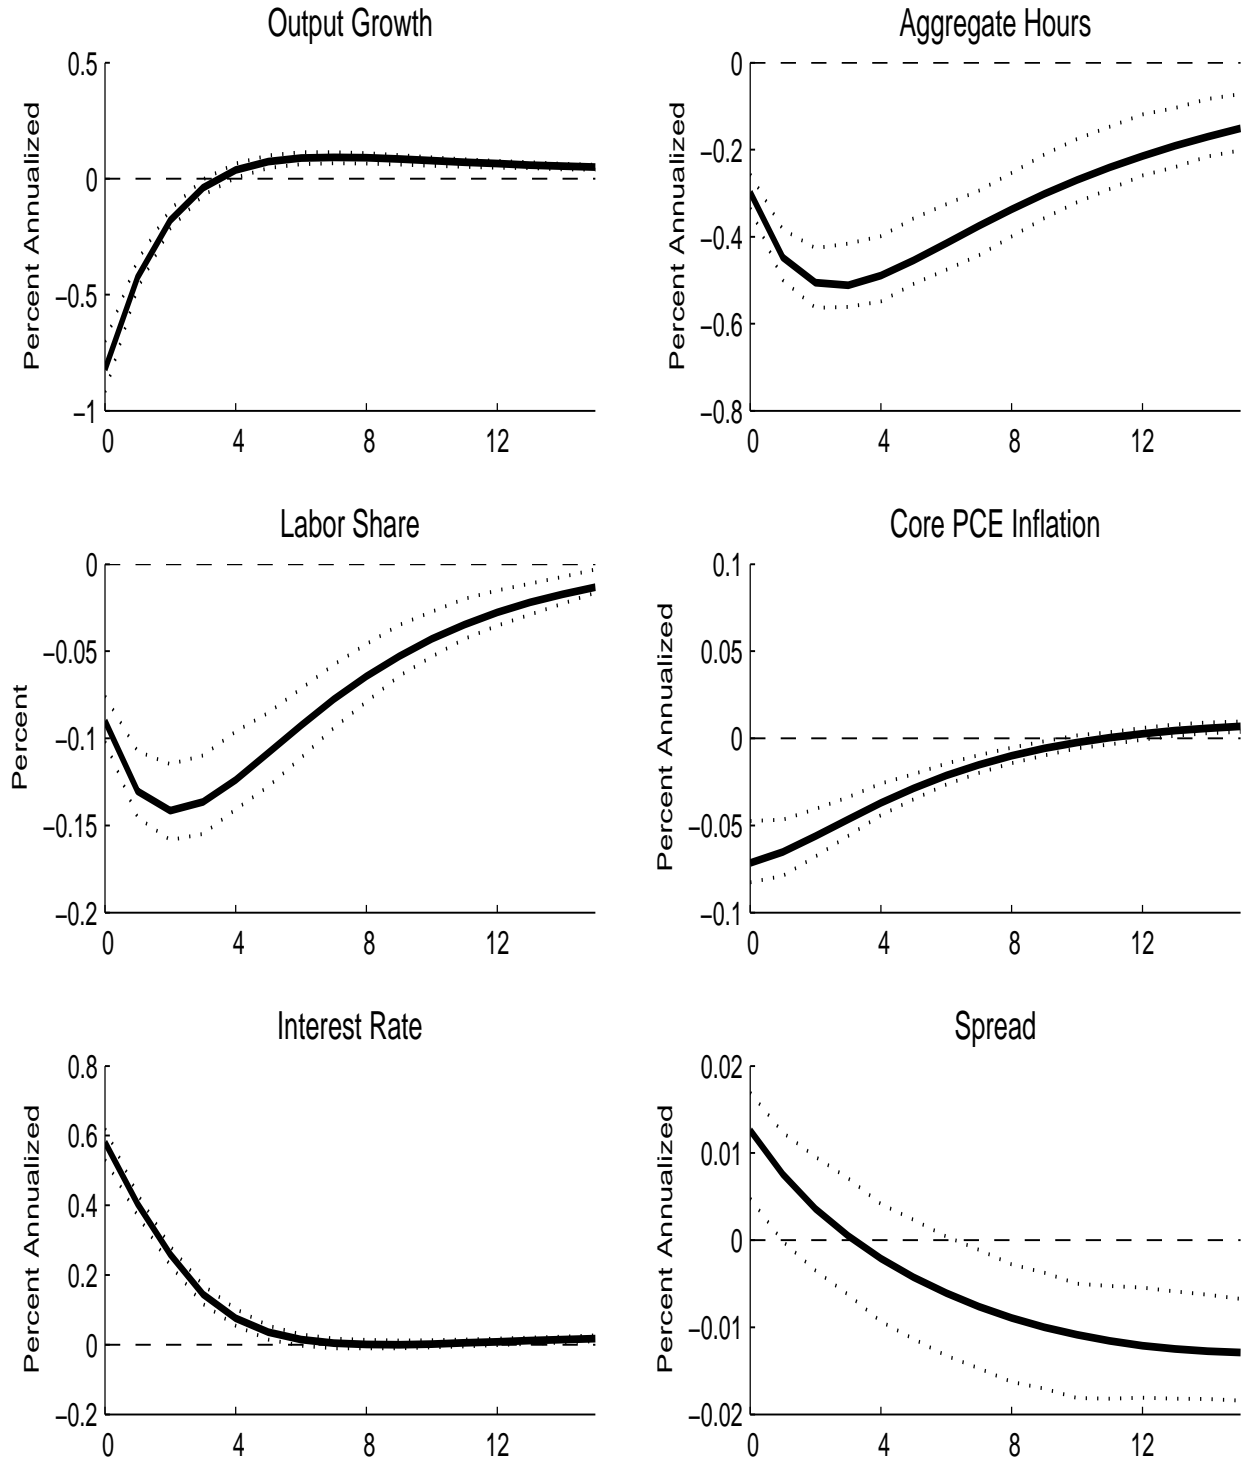 Output Growth
Percent Annualized
0.5
0
−0.5
−1
0 4 8 12
Aggregate Hours
Percent Annualized
0
−0.2
−0.4
−0.6
−0.8
0 4 8 12
Labor Share
Percent
0
−0.05
−0.1
−0.15
−0.2
0 4 8 12
Core PCE Inflation
Percent Annualized
0.1
0.05
0
−0.05
−0.1
0 4 8 12
Interest Rate
Percent Annualized
0.8
0.6
0.4
0.2
0
−0.2
0 4 8 12
Spread
Percent Annualized
0.02
0.01
0
−0.01
−0.02
0 4 8 12